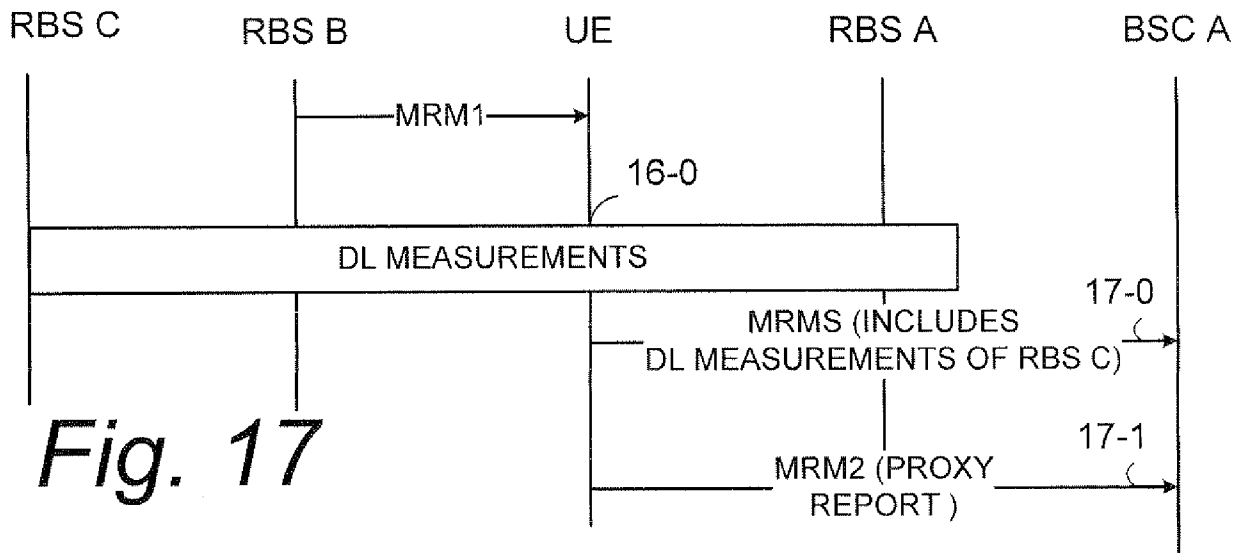 RBS C
RBS B
UE
RBS A
BSC A
MRM1
16-0
DL MEASUREMENTS
17-0
MRMS (INCLUDES
DL MEASUREMENTS OF RBS C)
17-1
MRM2 (PROXY
REPORT )
Fig. 17